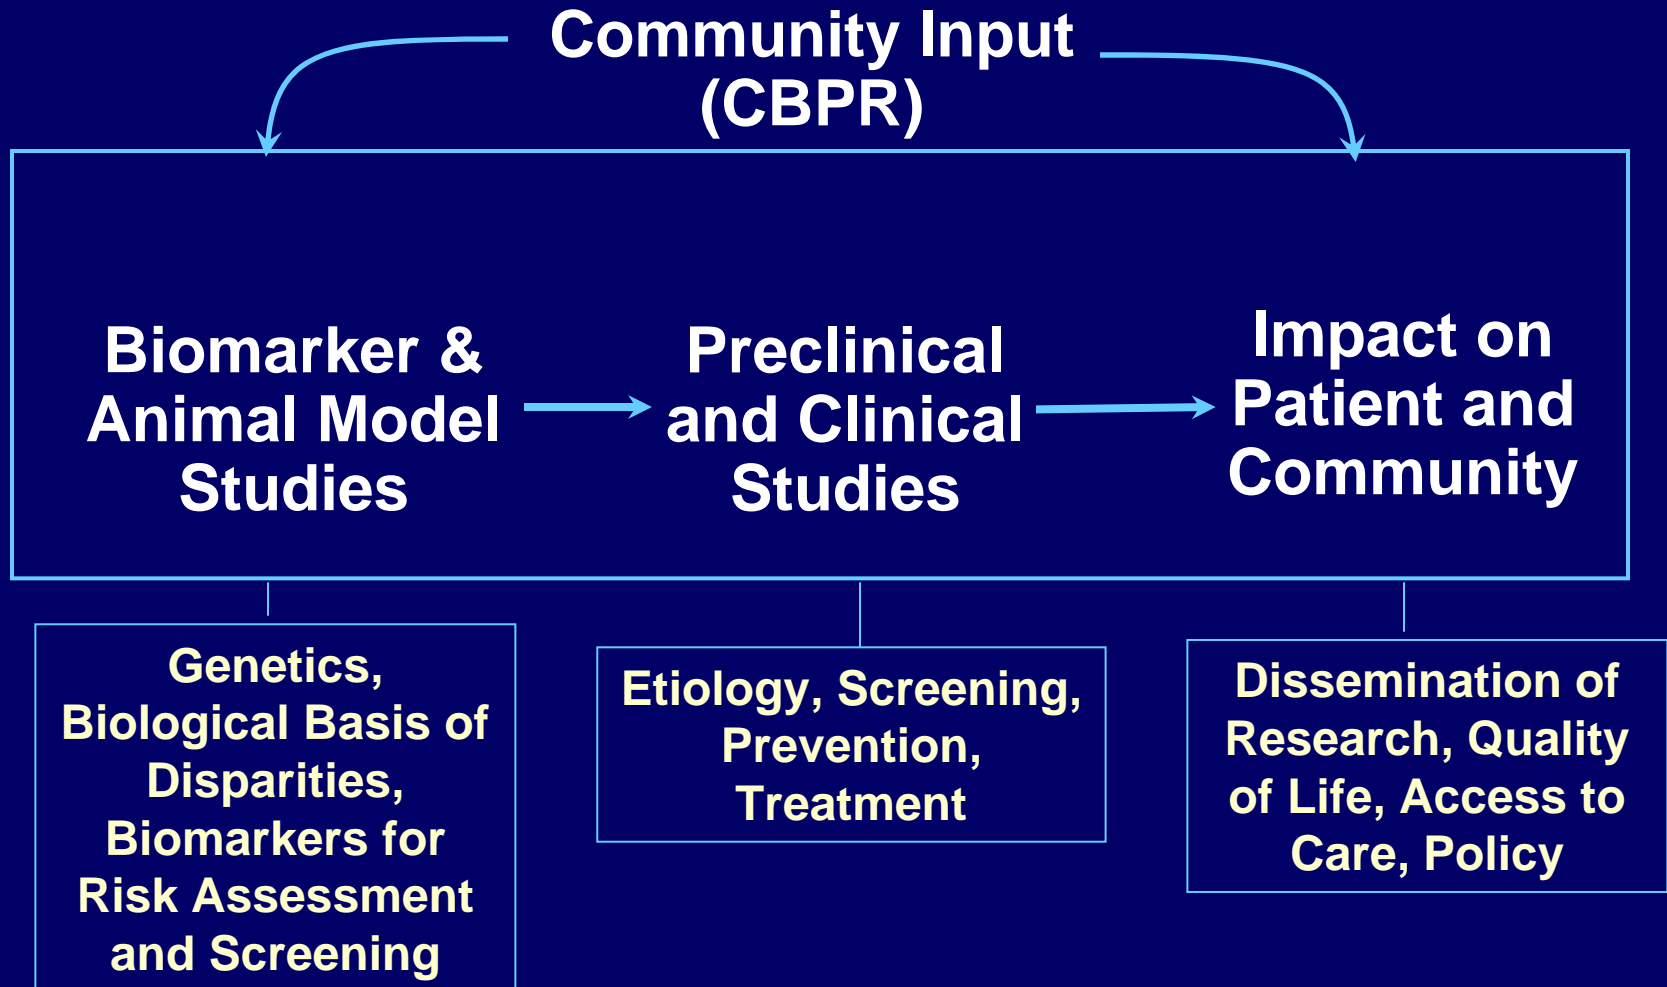 Community Input
(CBPR)
Biomarker &
Animal Model
Studies
Preclinical
and Clinical
Studies
Impact on
Patient and
Community
Genetics,
Biological Basis of
Disparities,
Biomarkers for
Risk Assessment
and Screening
Etiology, Screening,
Prevention,
Treatment
Dissemination of
Research, Quality
of Life, Access to
Care, Policy